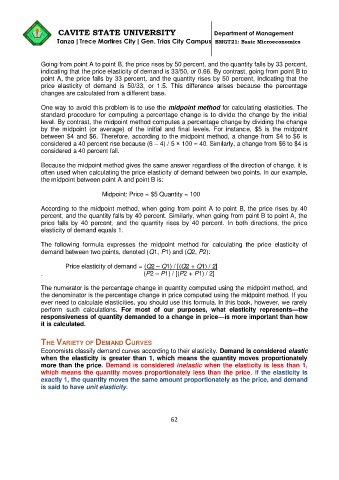 CAVITE STATE UNIVERSITY Department of Management
Tanza | Trece Martires City | Gen. Trias City Campus BMGT21: Basic Microeconomics
Going from point A to point B, the price rises by 50 percent, and the quantity falls by 33 percent,
indicating that the price elasticity of demand is 33/50, or 0.66. By contrast, going from point B to
point A, the price falls by 33 percent, and the quantity rises by 50 percent, indicating that the
price elasticity of demand is 50/33, or 1.5. This difference arises because the percentage
changes are calculated from a different base.
One way to avoid this problem is to use the midpoint method for calculating elasticities. The
standard procedure for computing a percentage change is to divide the change by the initial
level. By contrast, the midpoint method computes a percentage change by dividing the change
by the midpoint (or average) of the initial and final levels. For instance, $5 is the midpoint
between $4 and $6. Therefore, according to the midpoint method, a change from $4 to $6 is
considered a 40 percent rise because (6 – 4) / 5 × 100 = 40. Similarly, a change from $6 to $4 is
considered a 40 percent fall.
Because the midpoint method gives the same answer regardless of the direction of change, it is
often used when calculating the price elasticity of demand between two points. In our example,
the midpoint between point A and point B is:
Midpoint: Price = $5 Quantity = 100
According to the midpoint method, when going from point A to point B, the price rises by 40
percent, and the quantity falls by 40 percent. Similarly, when going from point B to point A, the
price falls by 40 percent, and the quantity rises by 40 percent. In both directions, the price
elasticity of demand equals 1.
The following formula expresses the midpoint method for calculating the price elasticity of
demand between two points, denoted (Q1, P1) and (Q2, P2):
Price elasticity of demand = (Q2 – Q1) / [(Q2 + Q1) / 2]
. (P2 – P1) / [(P2 + P1) / 2]
The numerator is the percentage change in quantity computed using the midpoint method, and
the denominator is the percentage change in price computed using the midpoint method. If you
ever need to calculate elasticities, you should use this formula. In this book, however, we rarely
perform such calculations. For most of our purposes, what elasticity represents—the
responsiveness of quantity demanded to a change in price—is more important than how
it is calculated.
THE VARIETY OF DEMAND CURVES
Economists classify demand curves according to their elasticity. Demand is considered elastic
when the elasticity is greater than 1, which means the quantity moves proportionately
more than the price. Demand is considered inelastic when the elasticity is less than 1,
which means the quantity moves proportionately less than the price. If the elasticity is
exactly 1, the quantity moves the same amount proportionately as the price, and demand
is said to have unit elasticity.
62